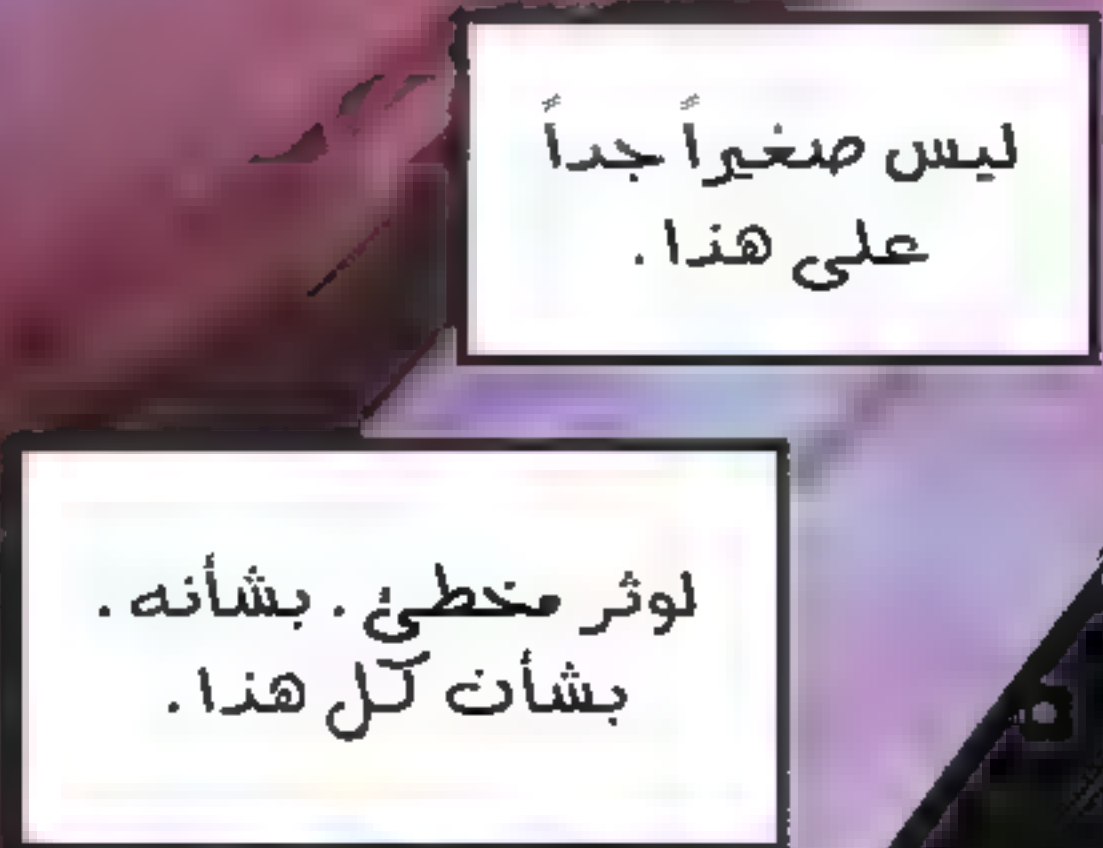 ليس صغيراً جداً
على هذا.
لوثر مخطئ. بشأنه.
بشأن كل هذا.